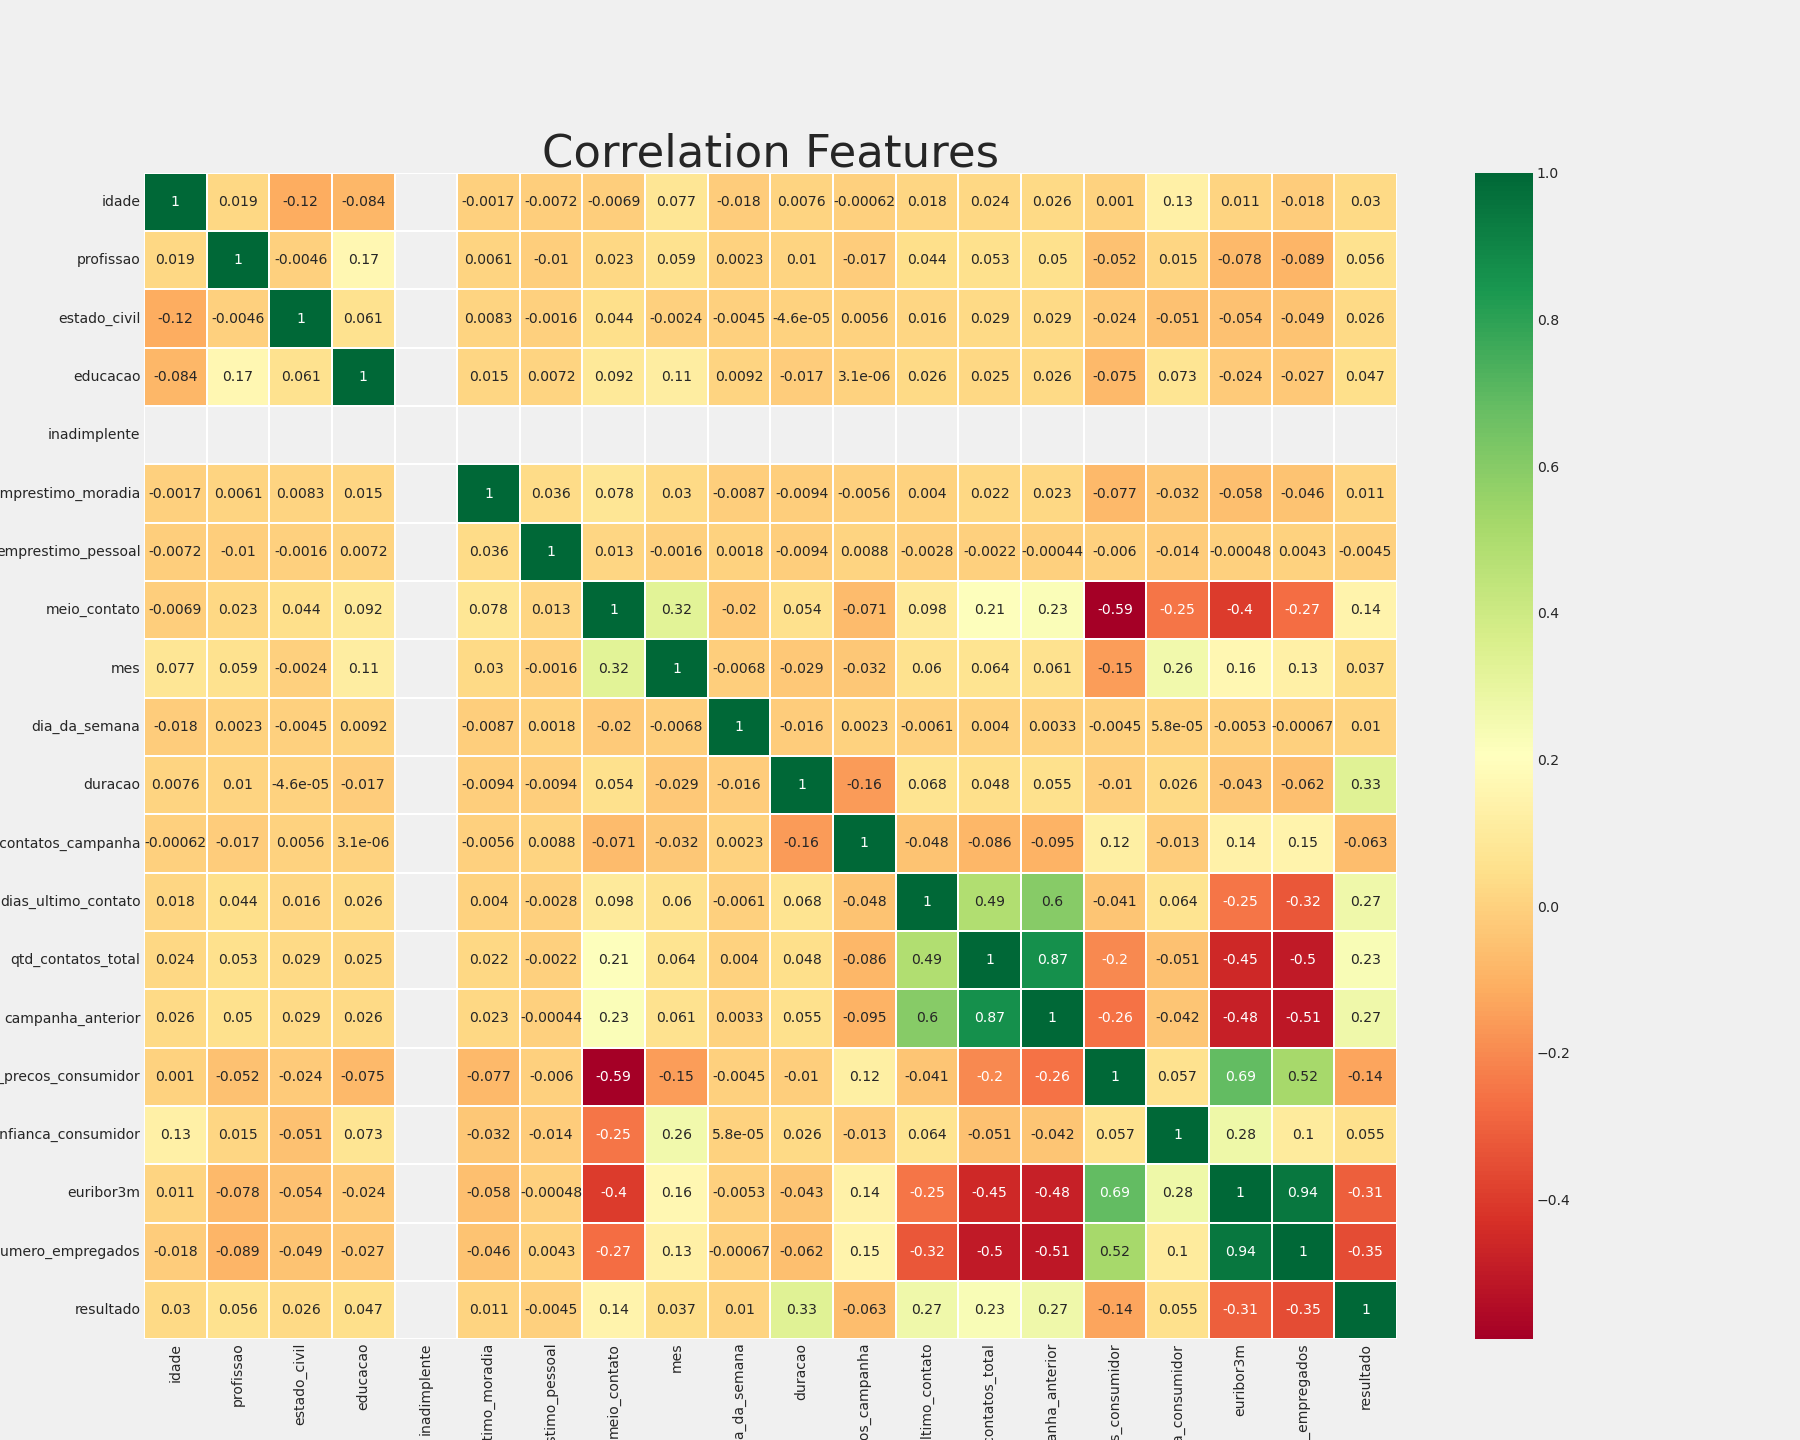 Correlation Features
idade 1 0.019 -0.12 -0.084 -0.0017 -0.0072 -0.0069 0.077 -0.018 0.0076 -0.00062 0.018 0.024 0.026 0.001 0.13 0.011 -0.018 0.03
profissao 0.019 1 -0.0046 0.17 0.0061 -0.01 0.023 0.059 0.0023 0.01 -0.017 0.044 0.053 0.05 -0.052 0.015 -0.078 -0.089 0.056
estado_civil -0.12 -0.0046 1 0.061 0.0083 -0.0016 0.044 -0.0024 -0.0045 -4.6e-05 0.0056 0.016 0.029 0.029 -0.024 -0.051 -0.054 -0.049 0.026
educacao -0.084 0.17 0.061 1 0.015 0.0072 0.092 0.11 0.0092 -0.017 3.1e-06 0.026 0.025 0.026 -0.075 0.073 -0.024 -0.027 0.047
inadimplente
mprestimo_moradia -0.0017 0.0061 0.0083 0.015 1 0.036 0.078 0.03 -0.0087 -0.0094 -0.0056 0.004 0.022 0.023 -0.077 -0.032 -0.058 -0.046 0.011
emprestimo_pessoal -0.0072 -0.01 -0.0016 0.0072 0.036 1 0.013 -0.0016 0.0018 -0.0094 0.0088 -0.0028 -0.0022 -0.00044 -0.006 -0.014 -0.00048 0.0043 -0.0045
meio_contato -0.0069 0.023 0.044 0.092 0.078 0.013 1 0.32 -0.02 0.054 -0.071 0.098 0.21 0.23 -0.59 -0.25 -0.4 -0.27 0.14
mes 0.077 0.059 -0.0024 0.11 0.03 -0.0016 0.32 1 -0.0068 -0.029 -0.032 0.06 0.064 0.061 -0.15 0.26 0.16 0.13 0.037
dia_da_semana -0.018 0.0023 -0.0045 0.0092 -0.0087 0.0018 -0.02 -0.0068 1 -0.016 0.0023 -0.0061 0.004 0.0033 -0.0045 5.8e-05 -0.0053 -0.00067 0.01
duracao 0.0076 0.01 -4.6e-05 -0.017 -0.0094 -0.0094 0.054 -0.029 -0.016 1 -0.16 0.068 0.048 0.055 -0.01 0.026 -0.043 -0.062 0.33
contatos_campanha -0.00062 -0.017 0.0056 3.1e-06 -0.0056 0.0088 -0.071 -0.032 0.0023 -0.16 1 -0.048 -0.086 -0.095 0.12 -0.013 0.14 0.15 -0.063
dias_ultimo_contato 0.018 0.044 0.016 0.026 0.004 -0.0028 0.098 0.06 -0.0061 0.068 -0.048 1 0.49 0.6 -0.041 0.064 -0.25 -0.32 0.27
qtd_contatos_total 0.024 0.053 0.029 0.025 0.022 -0.0022 0.21 0.064 0.004 0.048 -0.086 0.49 1 0.87 -0.2 -0.051 -0.45 -0.5 0.23
campanha_anterior 0.026 0.05 0.029 0.026 0.023 -0.00044 0.23 0.061 0.0033 0.055 -0.095 0.6 0.87 1 -0.26 -0.042 -0.48 -0.51 0.27
_precos_consumidor 0.001 -0.052 -0.024 -0.075 -0.077 -0.006 -0.59 -0.15 -0.0045 -0.01 0.12 -0.041 -0.2 -0.26 1 0.057 0.69 0.52 -0.14
nfianca_consumidor 0.13 0.015 -0.051 0.073 -0.032 -0.014 -0.25 0.26 5.8e-05 0.026 -0.013 0.064 -0.051 -0.042 0.057 1 0.28 0.1 0.055
euribor3m 0.011 -0.078 -0.054 -0.024 -0.058 -0.00048 -0.4 0.16 -0.0053 -0.043 0.14 -0.25 -0.45 -0.48 0.69 0.28 1 0.94 -0.31
umero_empregados -0.018 -0.089 -0.049 -0.027 -0.046 0.0043 -0.27 0.13 -0.00067 -0.062 0.15 -0.32 -0.5 -0.51 0.52 0.1 0.94 1 -0.35
resultado 0.03 0.056 0.026 0.047 0.011 -0.0045 0.14 0.037 0.01 0.33 -0.063 0.27 0.23 0.27 -0.14 0.055 -0.31 -0.35 1
idade
profissao
estado_civil
educacao
inadimplente
timo_moradia
stimo_pessoal
meio_contato
mes
a_da_semana
duracao
os_campanha
ltimo_contato
contatos_total
anha_anterior
s_consumidor
a_consumidor
euribor3m
_empregados
resultado
1.0
0.8
0.6
0.4
0.2
0.0
−0.2
−0.4